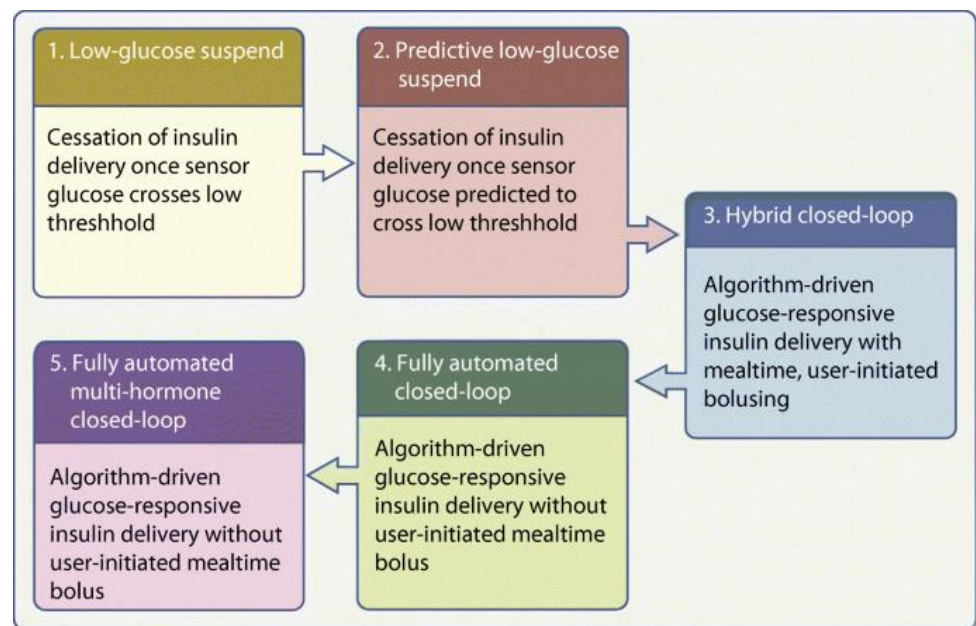 1. Low-glucose suspend
Cessation of insulin
delivery once sensor
glucose crosses low
threshhold
2. Predictive low-glucose
suspend
Cessation of insulin
delivery once sensor
glucose predicted to
cross low threshhold
3. Hybrid closed-loop
Algorithm-driven
glucose-responsive
insulin delivery with
mealtime, user-initiated
bolusing
4. Fully automated
closed-loop
Algorithm-driven
glucose-responsive
insulin delivery without
user-initiated mealtime
bolus
5. Fully automated
multi-hormone
closed-loop
Algorithm-driven
glucose-responsive
insulin delivery without
user-initiated mealtime
bolus